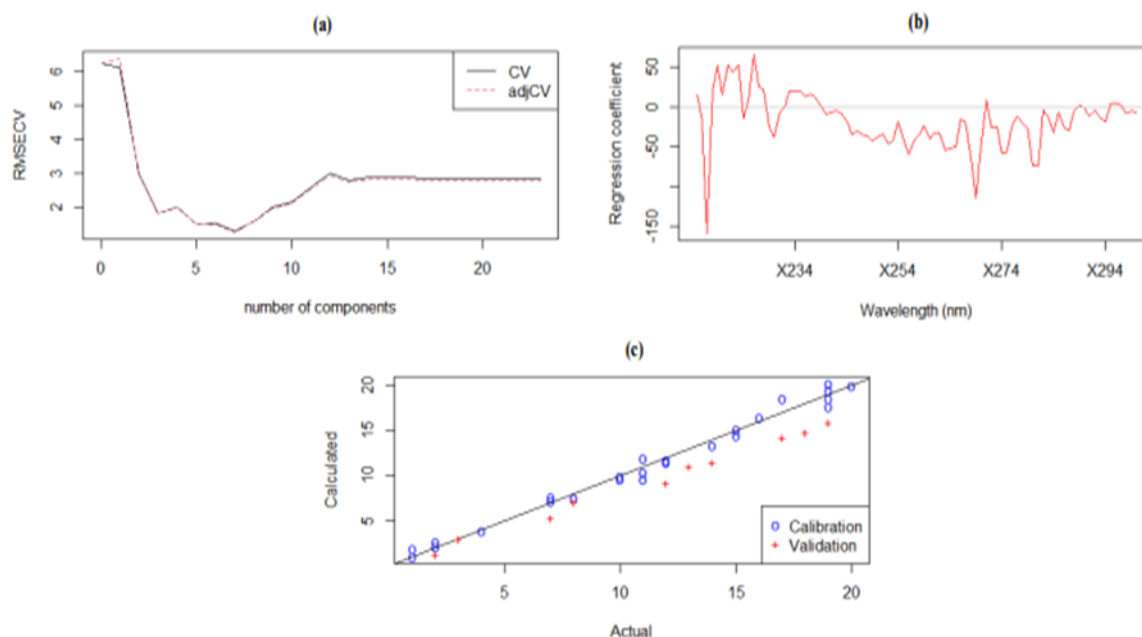 (a)
RMSECV
6
5
4
3
2
CV
adjCV
0 5 10 15 20
number of components
(b)
Regression coefficient
50
0
-50
-150
X234 X254 X274 X294
Wavelength (nm)
(c)
Calculated
20
15
10
5
Calibration
Validation
5 10 15 20
Actual